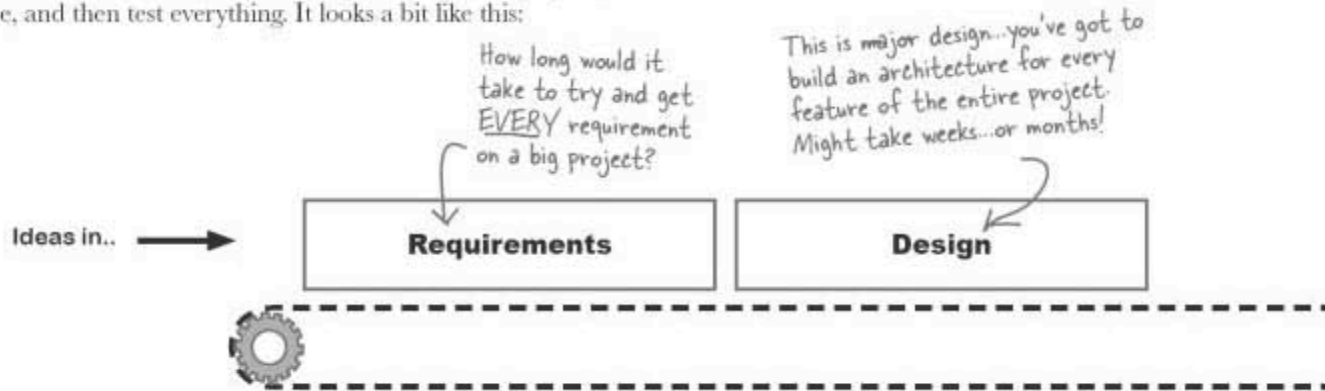 e, and then test everything. It looks a bit like this:
How long would it
take to try and get
EVERY requirement
on a big project?
This is major design...you've got to
build an architecture for every
feature of the entire project.
Might take weeks...or months!
Ideas in..
Requirements
Design